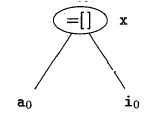 =[] x
a₀ i₀